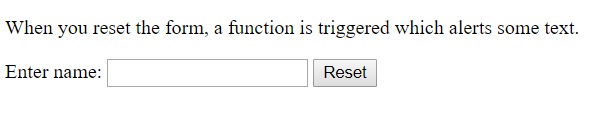 When you reset the form, a function is triggered which alerts some text.
Enter name: Reset